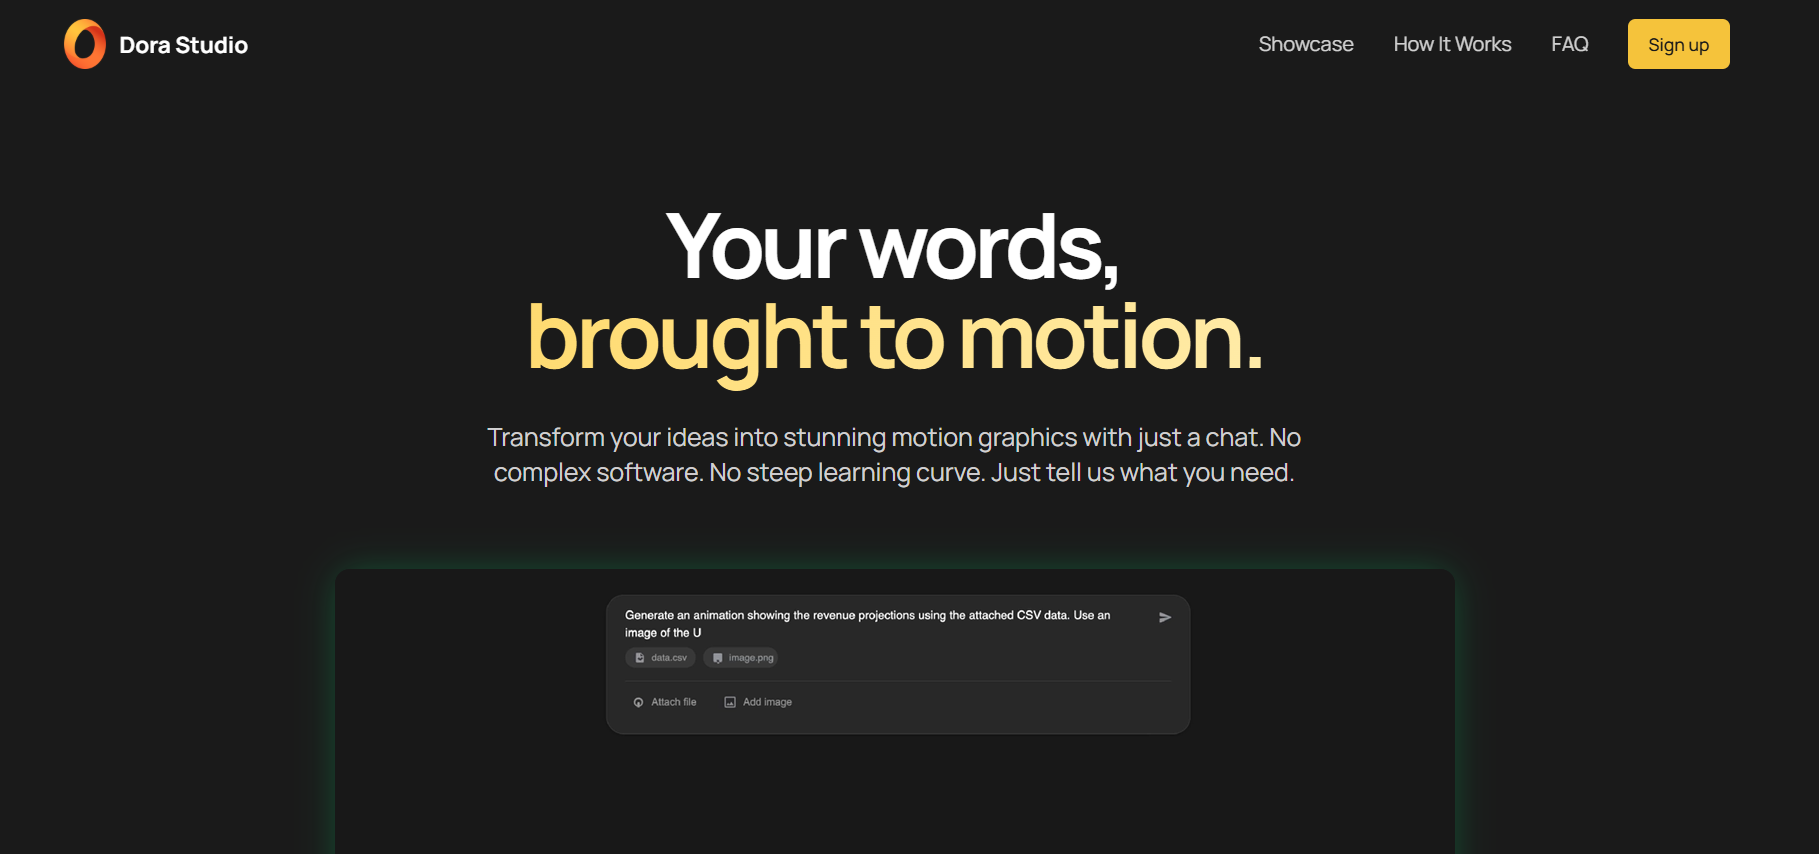 Dora Studio
Showcase
How It Works
FAQ
Sign up
Your words,
brought to motion.
Transform your ideas into stunning motion graphics with just a chat. No
complex software. No steep learning curve. Just tell us what you need.
Generate an animation showing the revenue projections using the attached CSV data. Use an
image of the U
data.csv
image.png
Attach file
Add image